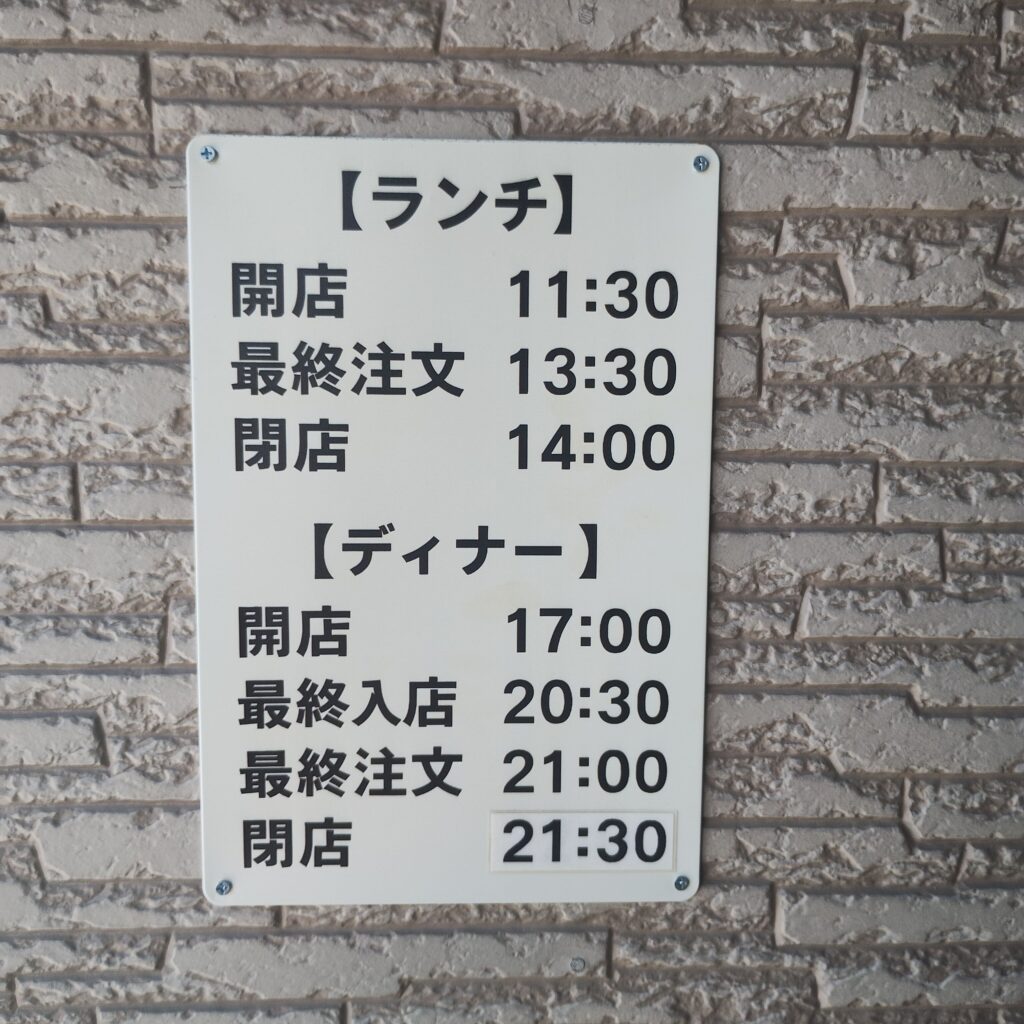 【ランチ】
開店 11:30
最終注文 13:30
閉店 14:00
【ディナー】
開店 17:00
最終入店 20:30
最終注文 21:00
閉店 21:30